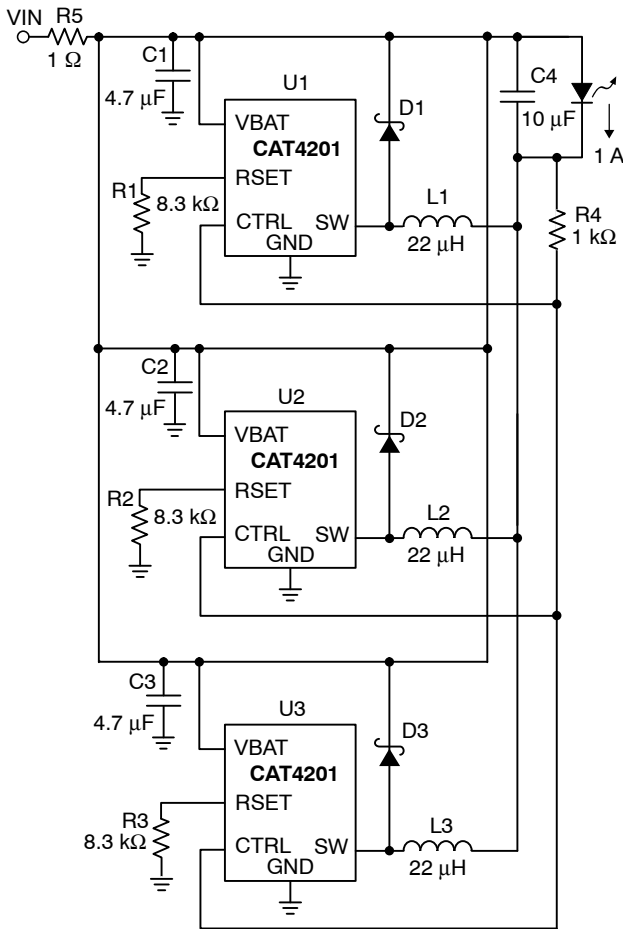 VIN R5
1 Ω
C1
4.7 μF
U1
VBAT
CAT4201
RSET
CTRL SW
GND
R1
8.3 kΩ
D1
L1
22 μH
C4
10 μF
1 A
R4
1 kΩ
C2
4.7 μF
U2
VBAT
CAT4201
RSET
CTRL SW
GND
R2
8.3 kΩ
D2
L2
22 μH
C3
4.7 μF
U3
VBAT
CAT4201
RSET
CTRL SW
GND
R3
8.3 kΩ
D3
L3
22 μH